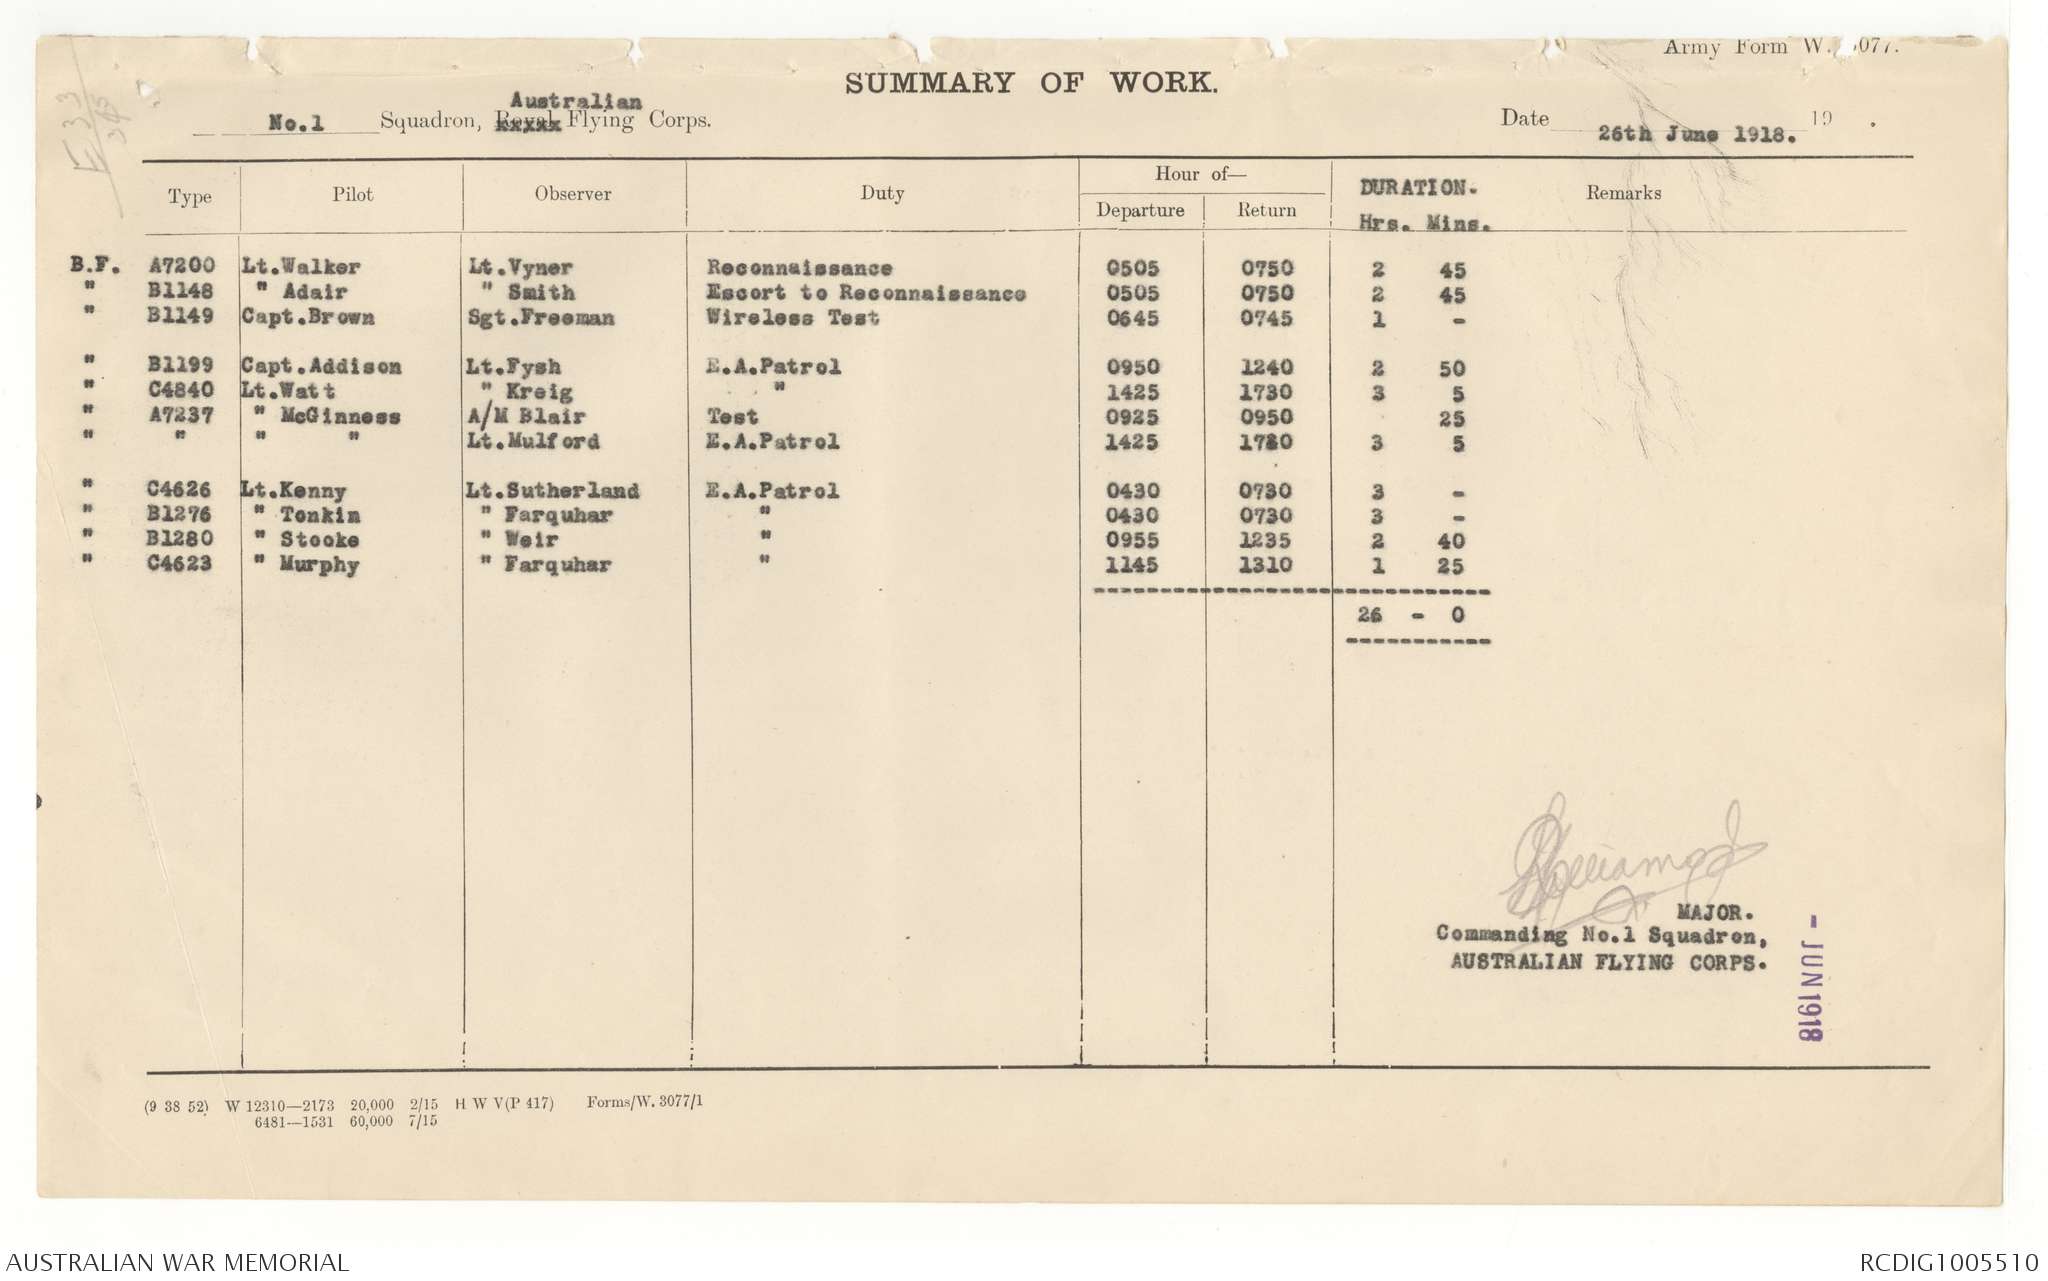 Army Form W. 3077.
SUMMARY OF WORK.
Australian
No.1 Squadron, Royal Flying Corps. Date 26th June 1918. 19 .
Type Pilot Observer Duty Hour of— DURATION. Remarks
Departure Return Hrs. Mins.
B.F. A7200 Lt.Walker Lt.Vyner Reconnaissance 0505 0750 2 45
" B1148 " Adair " Smith Escort to Reconnaissance 0505 0750 2 45
" B1149 Capt.Brown Sgt.Freeman Wireless Test 0645 0745 1 -
" B1199 Capt.Addison Lt.Fysh E.A.Patrol 0950 1240 2 50
" C4840 Lt.Watt " Kreig " 1425 1730 3 5
" A7237 " McGinness A/M Blair Test 0925 0950 25
" " " " Lt.Mulford E.A.Patrol 1425 1730 3 5
" C4626 Lt.Kenny Lt.Sutherland E.A.Patrol 0430 0730 3 -
" B1276 " Tonkin " Farquhar " 0430 0730 3 -
" B1280 " Stooke " Weir " 0955 1235 2 40
" C4623 " Murphy " Farquhar " 1145 1310 1 25
26 - 0
MAJOR.
Commanding No.1 Squadron,
AUSTRALIAN FLYING CORPS.
- JUN 1918
(9 38 52) W 12310—2173 20,000 2/15 H W V(P 417) Forms/W. 3077/1
6481—1531 60,000 7/15
AUSTRALIAN WAR MEMORIAL RCDIG1005510